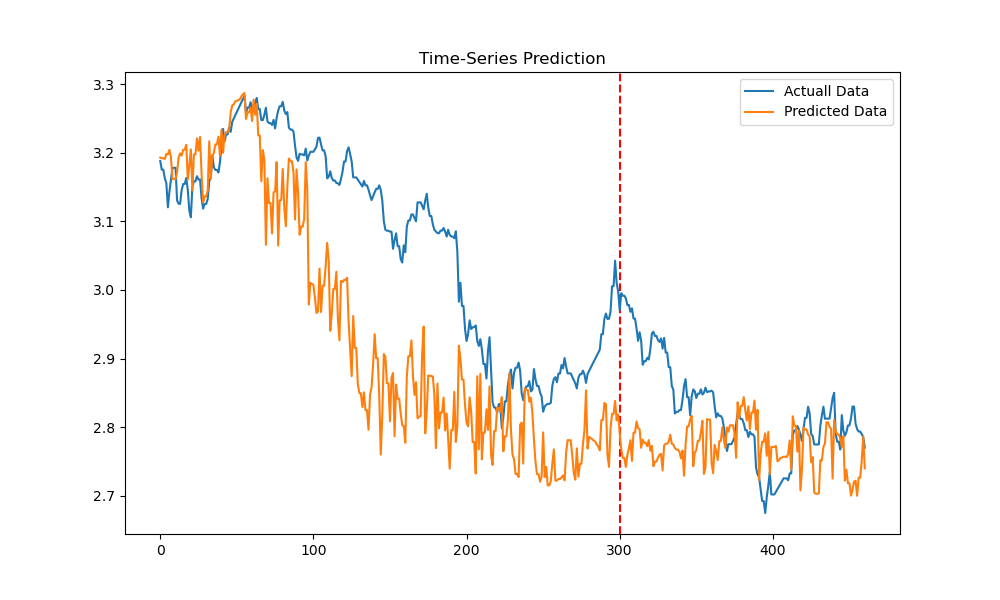 Time-Series Prediction
Actuall Data
Predicted Data
3.3
3.2
3.1
3.0
2.9
2.8
2.7
0 100 200 300 400